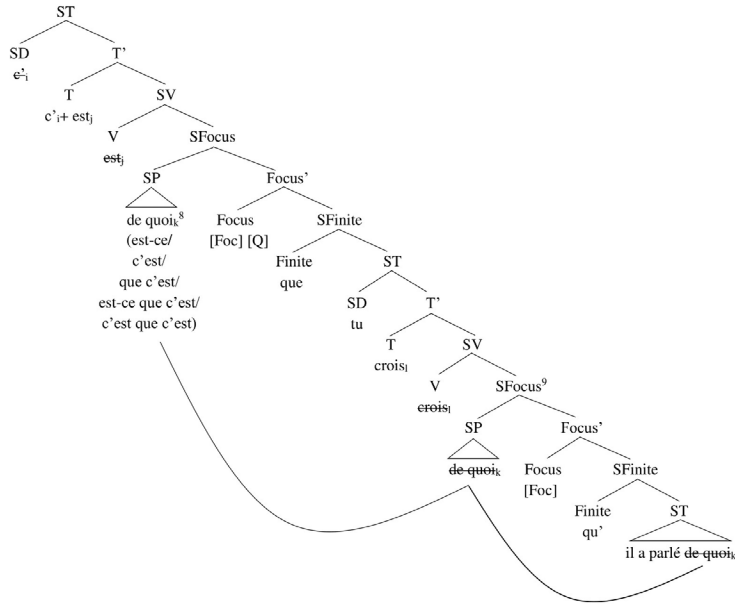 ST
SD T'
c'i
T SV
c'i+ estj
V SFocus
estj
SP Focus'
de quoik8 Focus SFinite
(est-ce/ [Foc] [Q]
c'est/ Finite ST
que c'est/ que
est-ce que c'est/ SD T'
c'est que c'est) tu
T SV
croisl
V SFocus9
croisl
SP Focus'
de quoik Focus SFinite
[Foc]
Finite ST
qu'
il a parlé de quoik